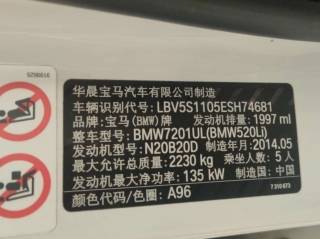 华晨宝马汽车有限公司制造
车辆识别代号: LBV5S1105ESH74681
品牌: 宝马(BMW)牌 发动机排量: 1997 ml
整车型号: BMW7201UL(BMW520Li)
发动机型号: N20B20D 制造年月: 2014.05
最大允许总质量: 2230 kg 乘坐人数: 5 人
发动机最大净功率: 135 kW 制造国: 中国
颜色代码/色圈: A96
7 310 673